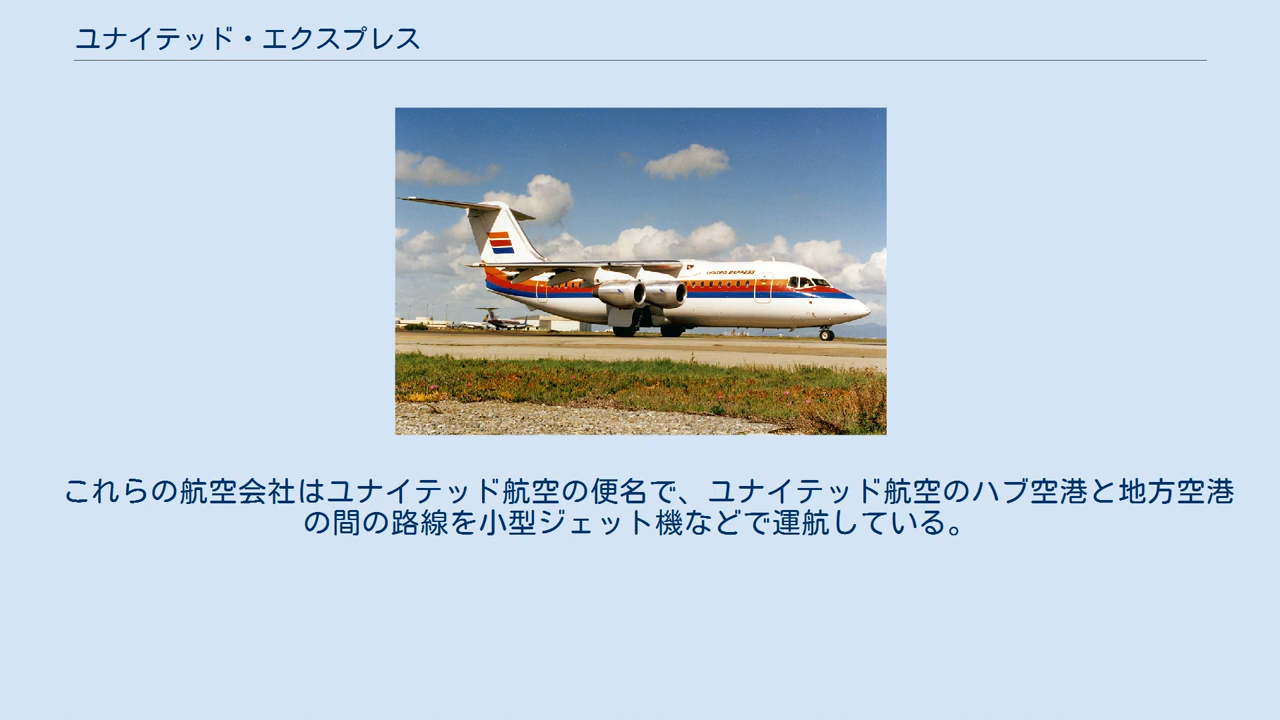 ユナイテッド・エクスプレス
UNITED EXPRESS
これらの航空会社はユナイテッド航空の便名で、ユナイテッド航空のハブ空港と地方空港
の間の路線を小型ジェット機などで運航している。